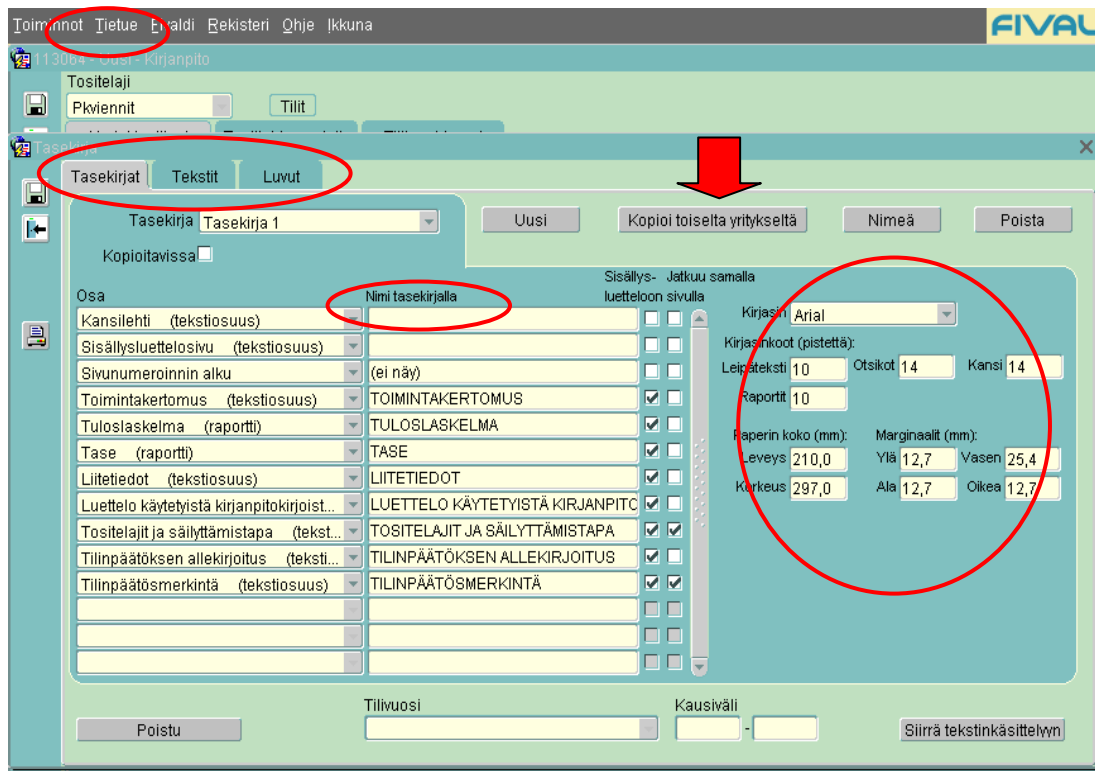 Toiminnot Tietue Fivaldi Rekisteri Ohje Ikkuna
FIVAL
113064 - Uusi - Kirjanpito
Tositelaji
Pkviennit Tilit
Tasekirja
Tasekirjat Tekstit Luvut
Tasekirja Tasekirja 1 Uusi Kopioi toiselta yritykseltä Nimeä Poista
Kopioitavissa
Sisällys- Jatkuu samalla
Osa Nimi tasekirjalla luetteloon sivulla
Kansilehti (tekstiosuus)
Sisällysluettelosivu (tekstiosuus)
Sivunumeroinnin alku (ei näy)
Toimintakertomus (tekstiosuus) TOIMINTAKERTOMUS
Tuloslaskelma (raportti) TULOSLASKELMA
Tase (raportti) TASE
Liitetiedot (tekstiosuus) LIITETIEDOT
Luettelo käytetyistä kirjanpitokirjoist... LUETTELO KÄYTETYISTÄ KIRJANPITO
Tositelajit ja säilyttämistapa (tekst... TOSITELAJIT JA SÄILYTTÄMISTAPA
Tilinpäätöksen allekirjoitus (teksti... TILINPÄÄTÖKSEN ALLEKIRJOITUS
Tilinpäätösmerkintä (tekstiosuus) TILINPÄÄTÖSMERKINTÄ
Kirjasin Arial
Kirjasinkoot (pistettä):
Leipäteksti 10 Otsikot 14 Kansi 14
Raportit 10
Paperin koko (mm): Marginaalit (mm):
Leveys 210,0 Ylä 12,7 Vasen 25,4
Korkeus 297,0 Ala 12,7 Oikea 12,7
Tilivuosi Kausiväli
Poistu - Siirrä tekstinkäsittelyyn